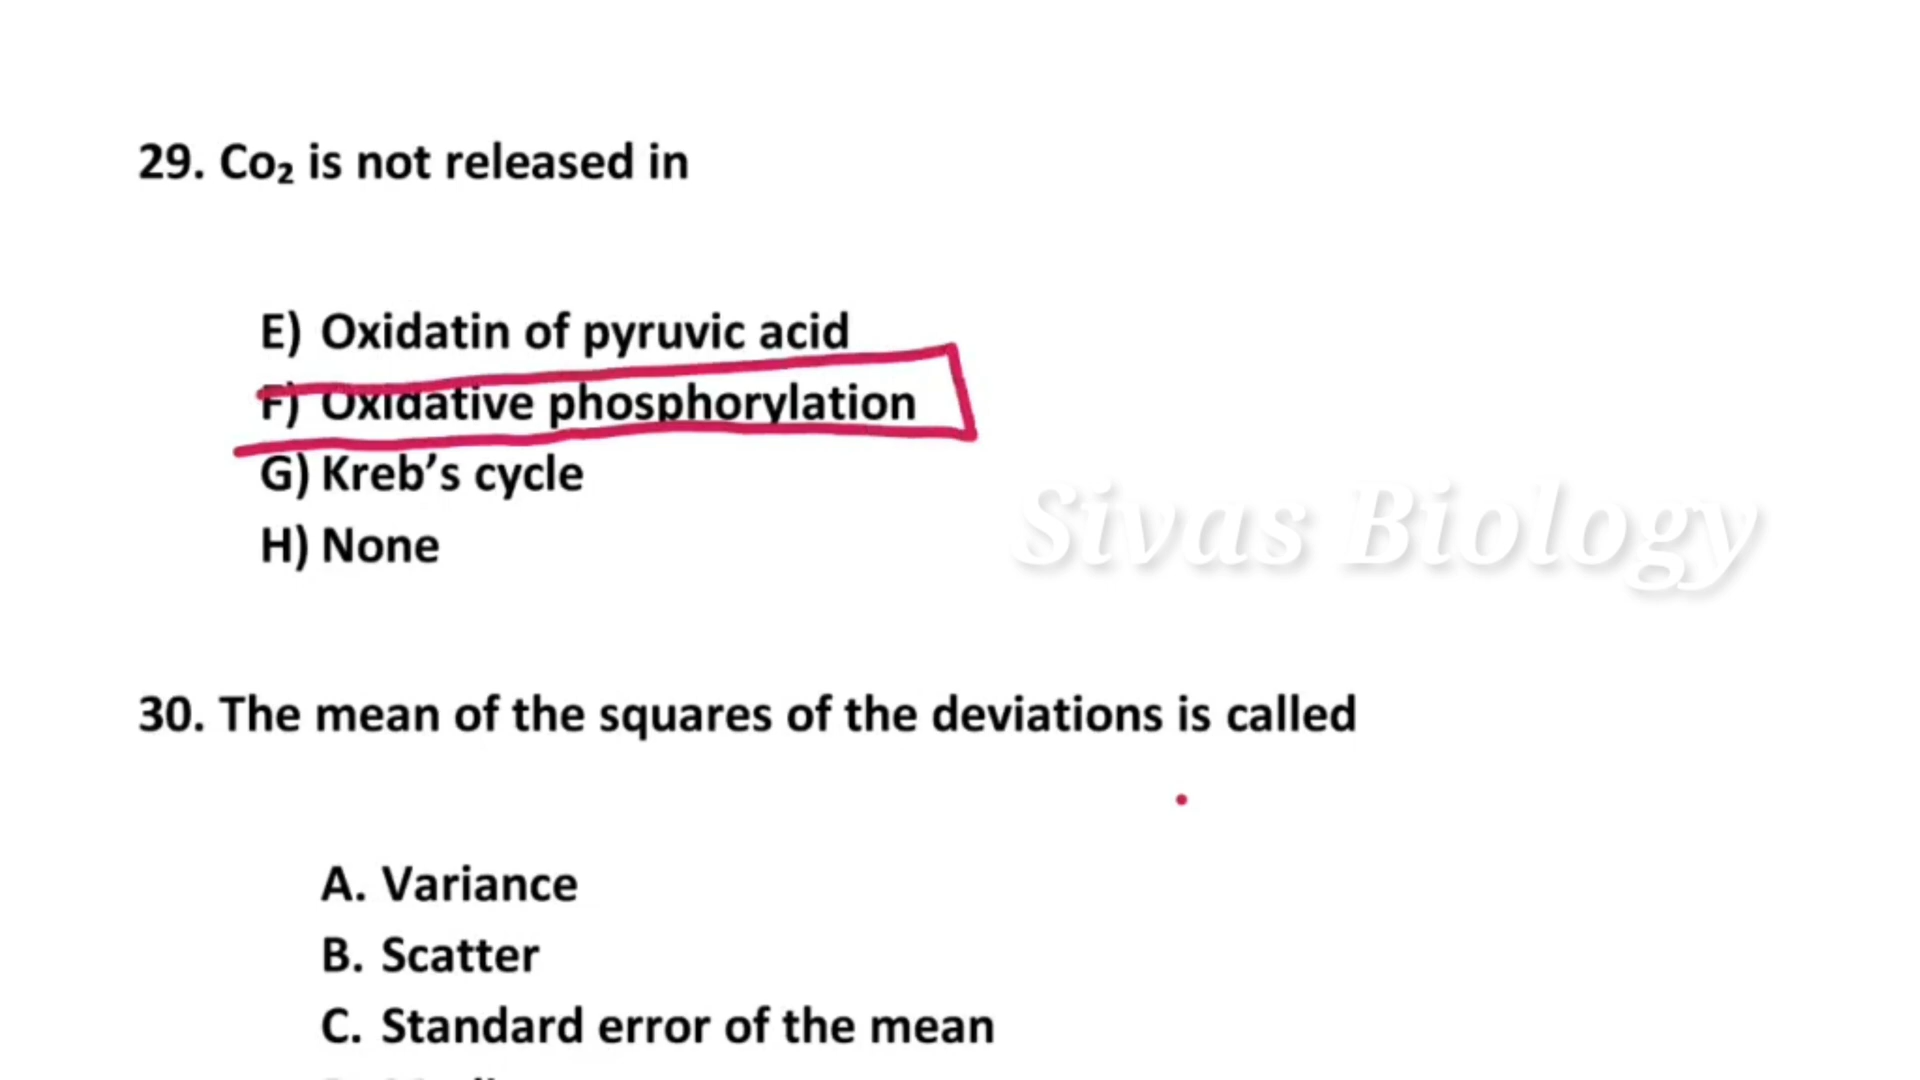 29. Co₂ is not released in
E) Oxidatin of pyruvic acid
F) Oxidative phosphorylation
G) Kreb’s cycle
H) None
Sivas Biology
30. The mean of the squares of the deviations is called
A. Variance
B. Scatter
C. Standard error of the mean